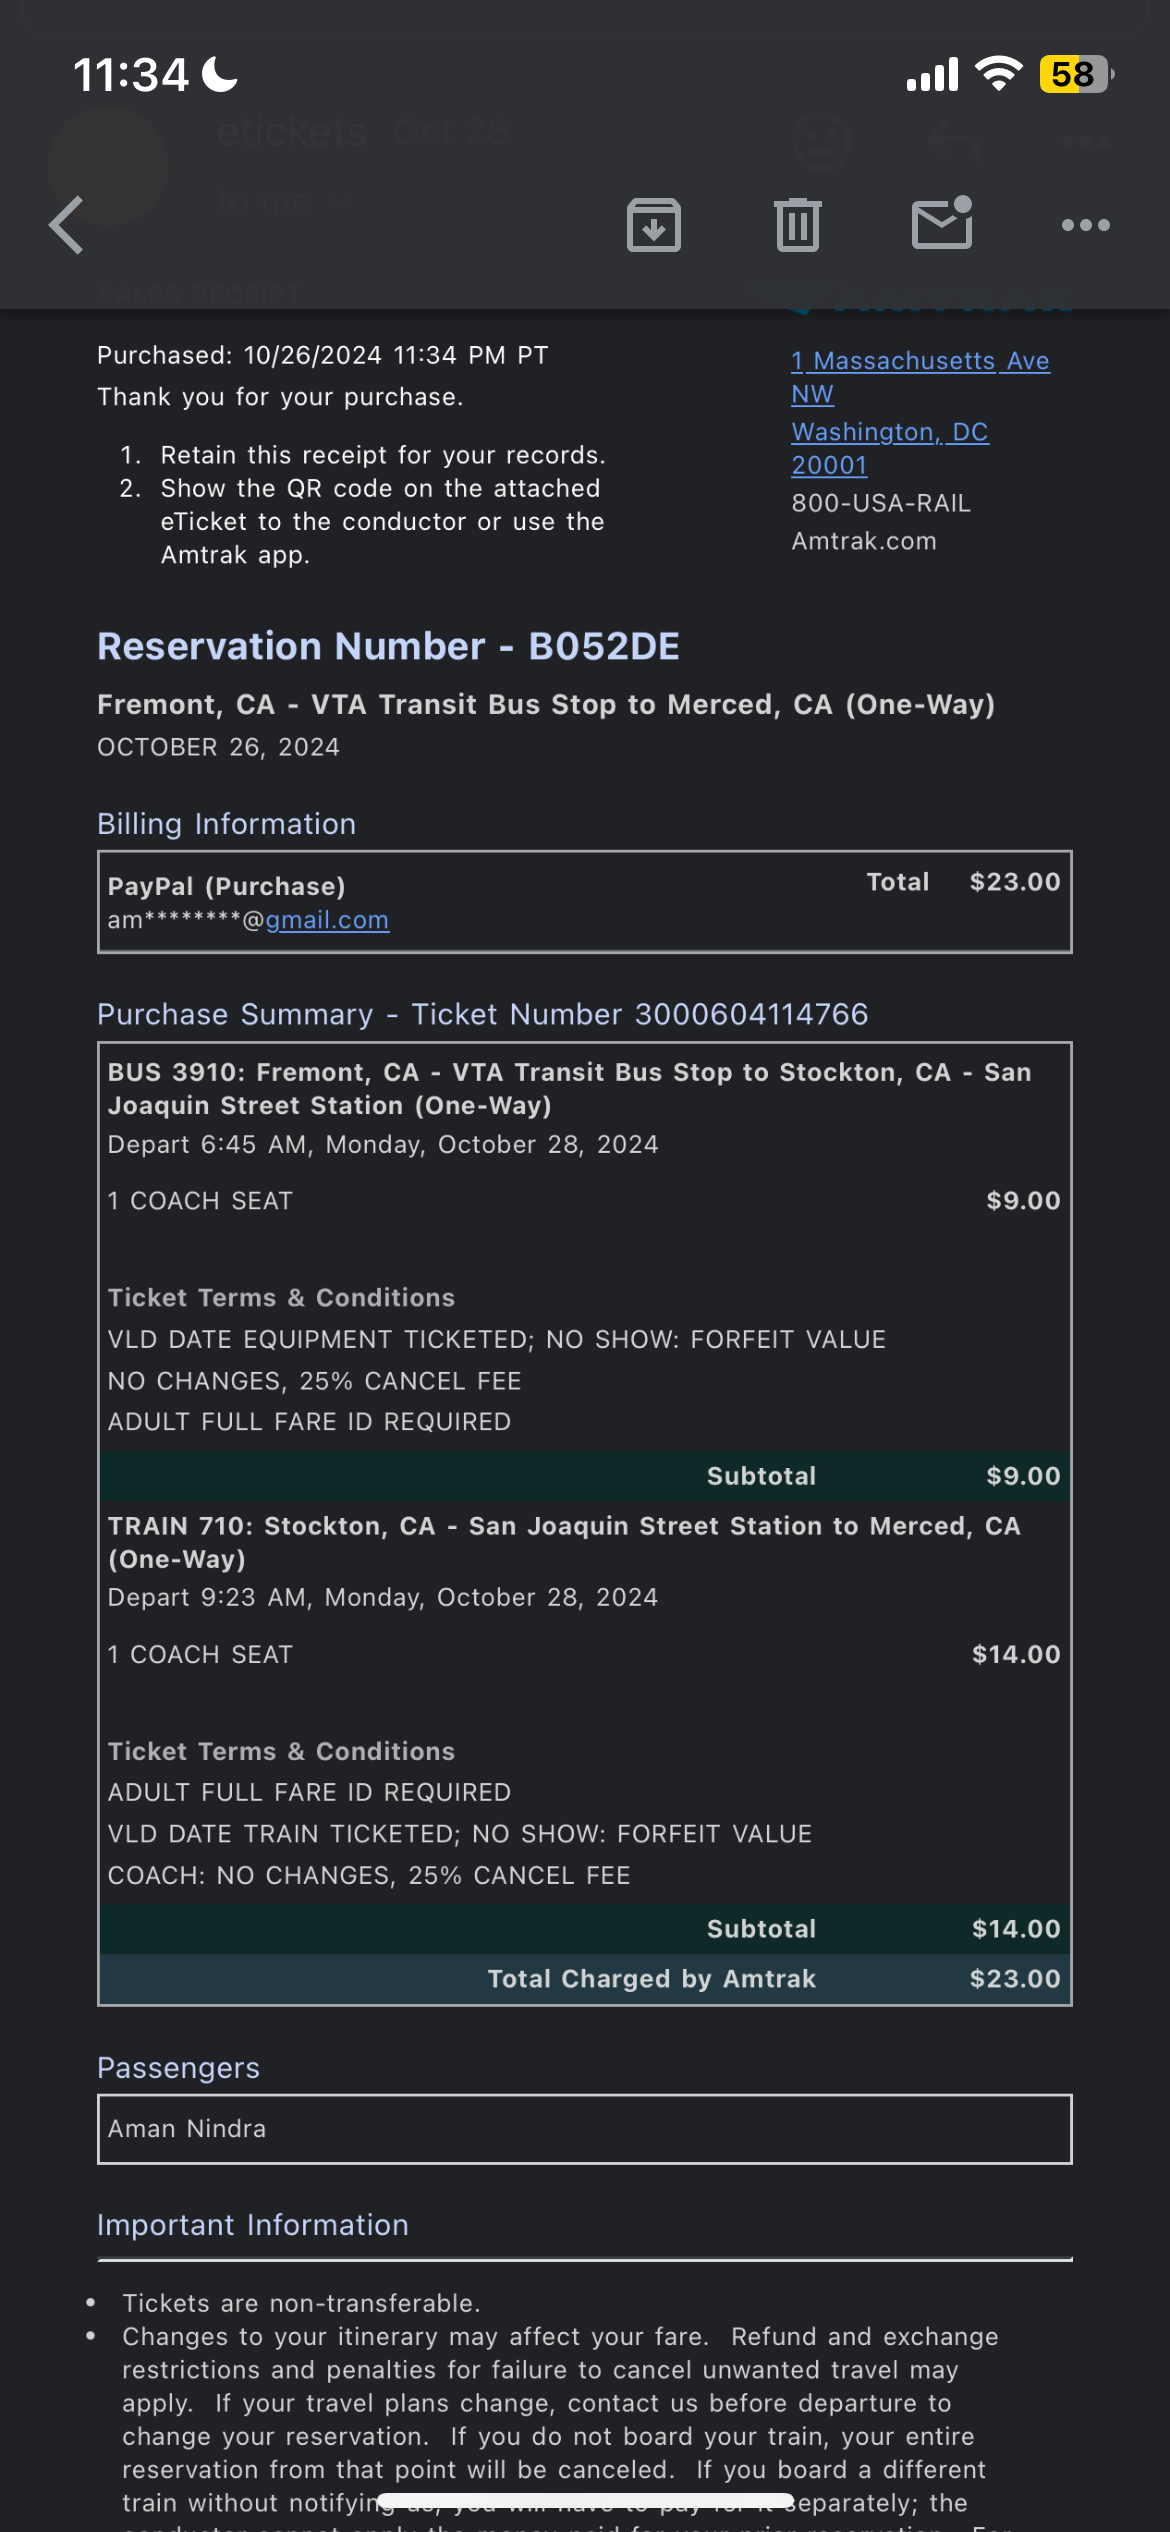 11:34
58
etickets Oct 26
to me
SALES RECEIPT
Purchased: 10/26/2024 11:34 PM PT
Thank you for your purchase.
1. Retain this receipt for your records.
2. Show the QR code on the attached
eTicket to the conductor or use the
Amtrak app.
1 Massachusetts Ave
NW
Washington, DC
20001
800-USA-RAIL
Amtrak.com
Reservation Number - B052DE
Fremont, CA - VTA Transit Bus Stop to Merced, CA (One-Way)
OCTOBER 26, 2024
Billing Information
PayPal (Purchase) Total $23.00
am********@gmail.com
Purchase Summary - Ticket Number 3000604114766
BUS 3910: Fremont, CA - VTA Transit Bus Stop to Stockton, CA - San
Joaquin Street Station (One-Way)
Depart 6:45 AM, Monday, October 28, 2024
1 COACH SEAT $9.00
Ticket Terms & Conditions
VLD DATE EQUIPMENT TICKETED; NO SHOW: FORFEIT VALUE
NO CHANGES, 25% CANCEL FEE
ADULT FULL FARE ID REQUIRED
Subtotal $9.00
TRAIN 710: Stockton, CA - San Joaquin Street Station to Merced, CA
(One-Way)
Depart 9:23 AM, Monday, October 28, 2024
1 COACH SEAT $14.00
Ticket Terms & Conditions
ADULT FULL FARE ID REQUIRED
VLD DATE TRAIN TICKETED; NO SHOW: FORFEIT VALUE
COACH: NO CHANGES, 25% CANCEL FEE
Subtotal $14.00
Total Charged by Amtrak $23.00
Passengers
Aman Nindra
Important Information
• Tickets are non-transferable.
• Changes to your itinerary may affect your fare. Refund and exchange
restrictions and penalties for failure to cancel unwanted travel may
apply. If your travel plans change, contact us before departure to
change your reservation. If you do not board your train, your entire
reservation from that point will be canceled. If you board a different
train without notifying us, you will have to pay for it separately; the